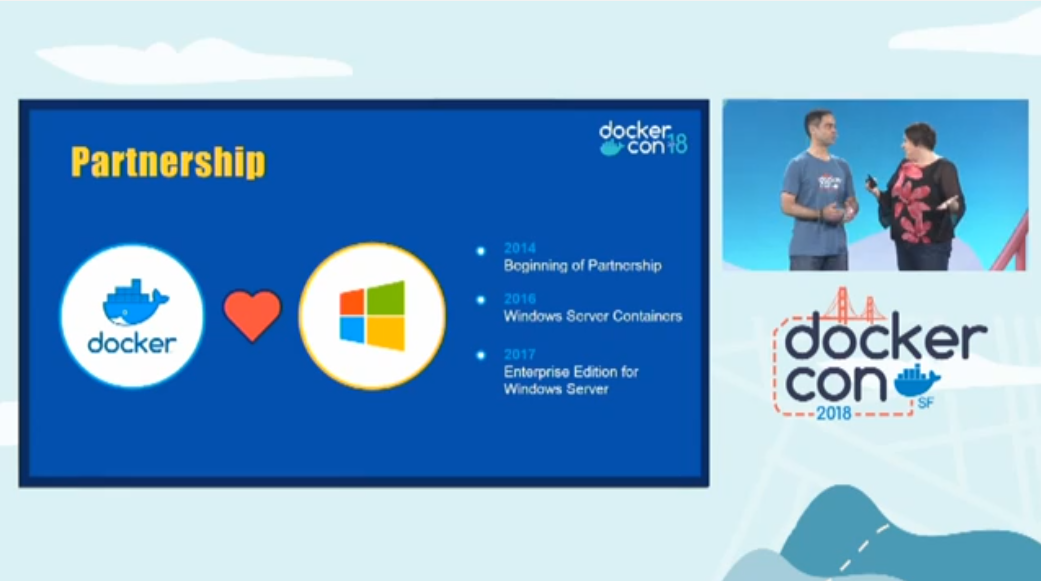 Partnership
docker
con 18
docker
2014
Beginning of Partnership
2016
Windows Server Containers
2017
Enterprise Edition for
Windows Server
docker
con
2018
SF